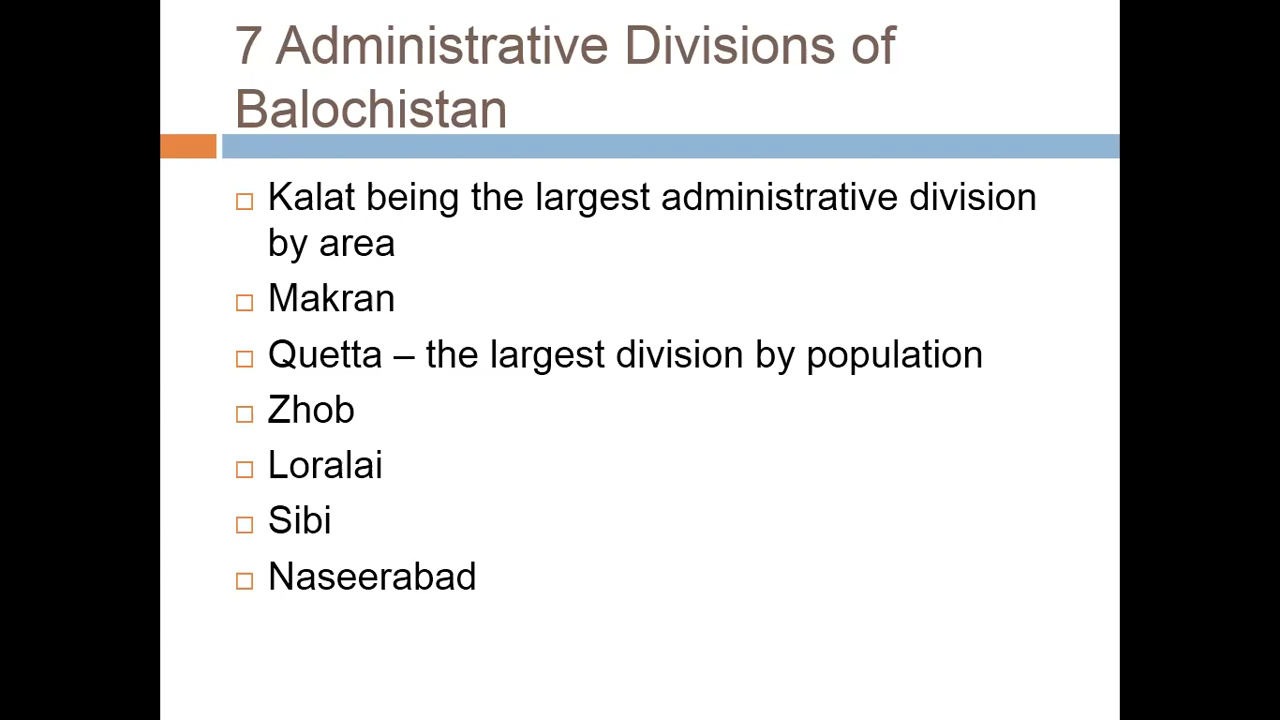 7 Administrative Divisions of
Balochistan
Kalat being the largest administrative division
by area
Makran
Quetta – the largest division by population
Zhob
Loralai
Sibi
Naseerabad